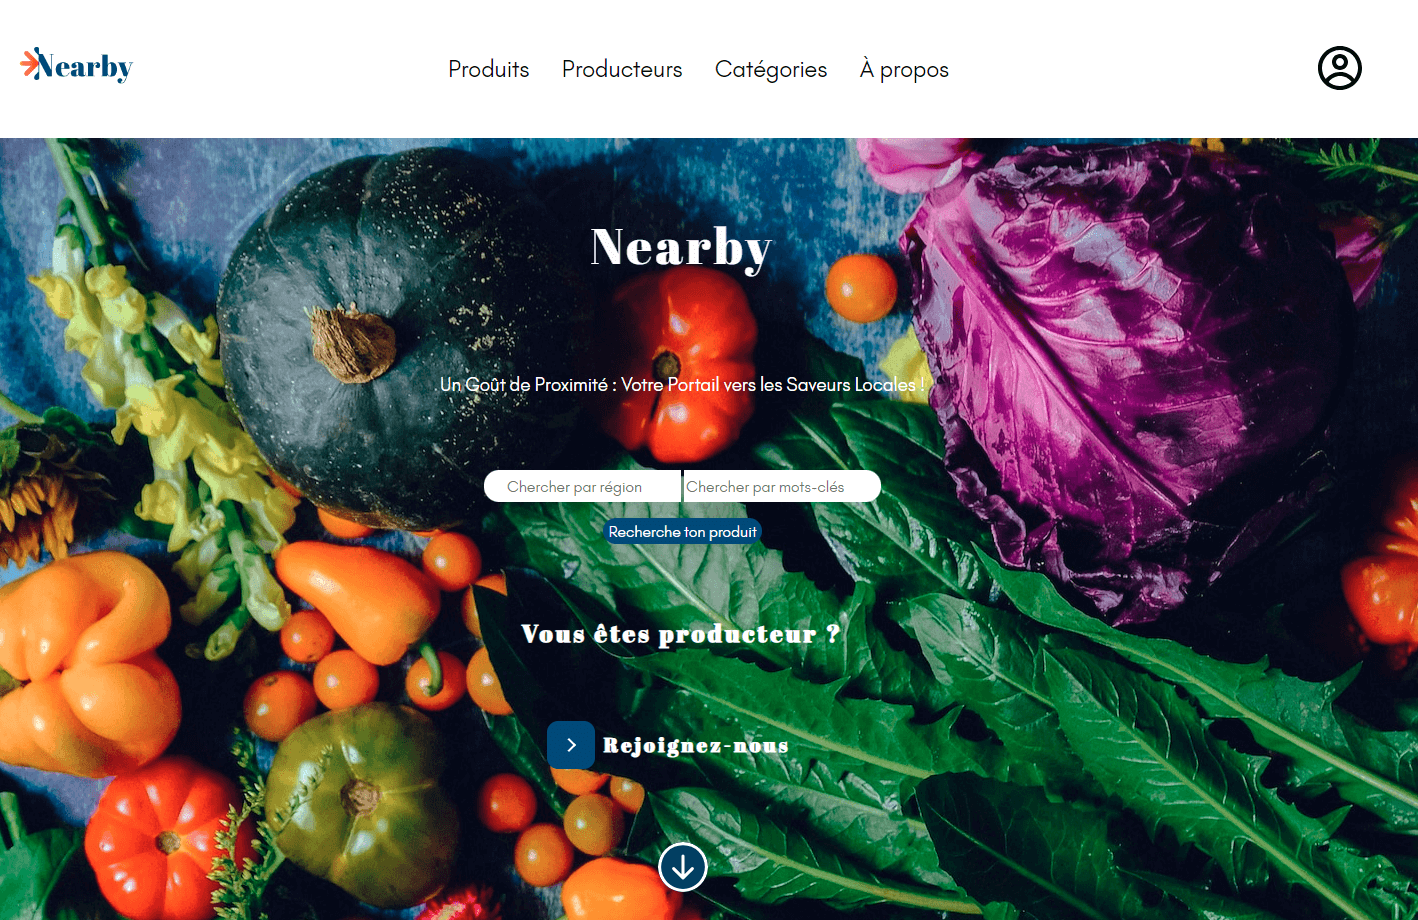 Nearby
Produits Producteurs Catégories À propos
Nearby
Un Goût de Proximité : Votre Portail vers les Saveurs Locales !
Chercher par région Chercher par mots-clés
Recherche ton produit
Vous êtes producteur ?
Rejoignez-nous